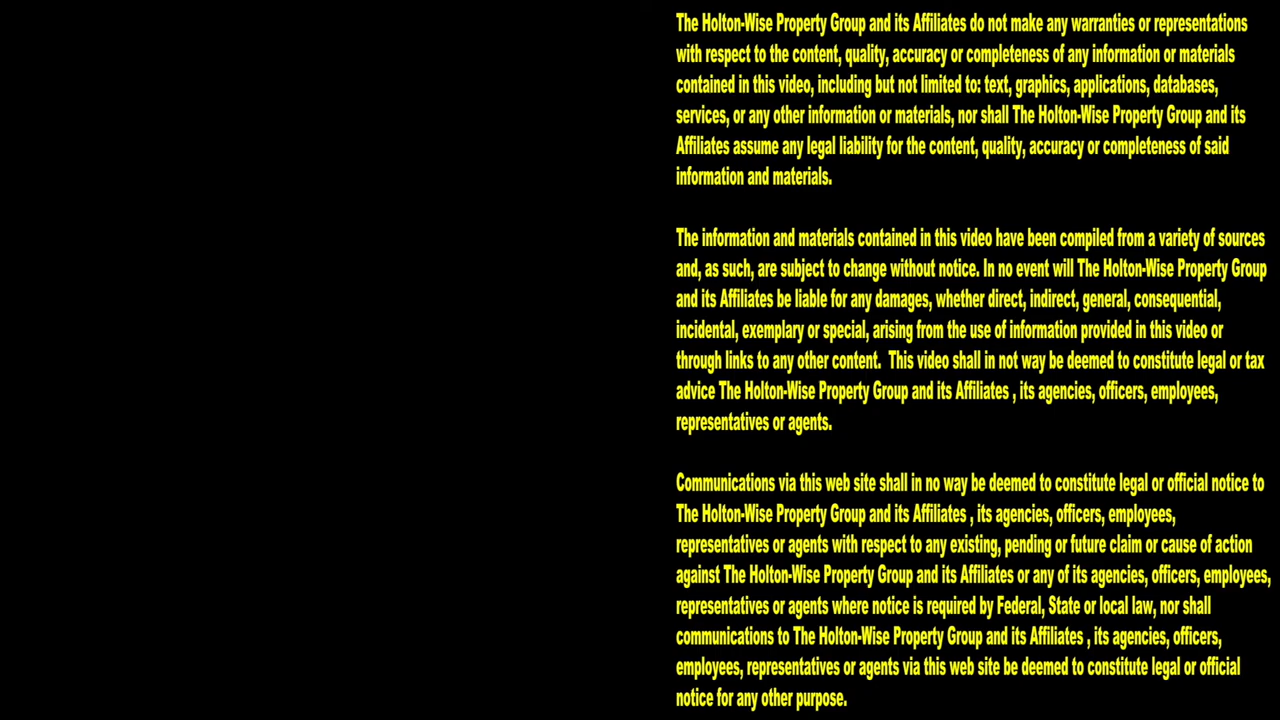 The Holton-Wise Property Group and its Affiliates do not make any warranties or representations
with respect to the content, quality, accuracy or completeness of any information or materials
contained in this video, including but not limited to: text, graphics, applications, databases,
services, or any other information or materials, nor shall The Holton-Wise Property Group and its
Affiliates assume any legal liability for the content, quality, accuracy or completeness of said
information and materials.
The information and materials contained in this video have been compiled from a variety of sources
and, as such, are subject to change without notice. In no event will The Holton-Wise Property Group
and its Affiliates be liable for any damages, whether direct, indirect, general, consequential,
incidental, exemplary or special, arising from the use of information provided in this video or
through links to any other content.  This video shall in not way be deemed to constitute legal or tax
advice The Holton-Wise Property Group and its Affiliates , its agencies, officers, employees,
representatives or agents.
Communications via this web site shall in no way be deemed to constitute legal or official notice to
The Holton-Wise Property Group and its Affiliates , its agencies, officers, employees,
representatives or agents with respect to any existing, pending or future claim or cause of action
against The Holton-Wise Property Group and its Affiliates or any of its agencies, officers, employees,
representatives or agents where notice is required by Federal, State or local law, nor shall
communications to The Holton-Wise Property Group and its Affiliates , its agencies, officers,
employees, representatives or agents via this web site be deemed to constitute legal or official
notice for any other purpose.